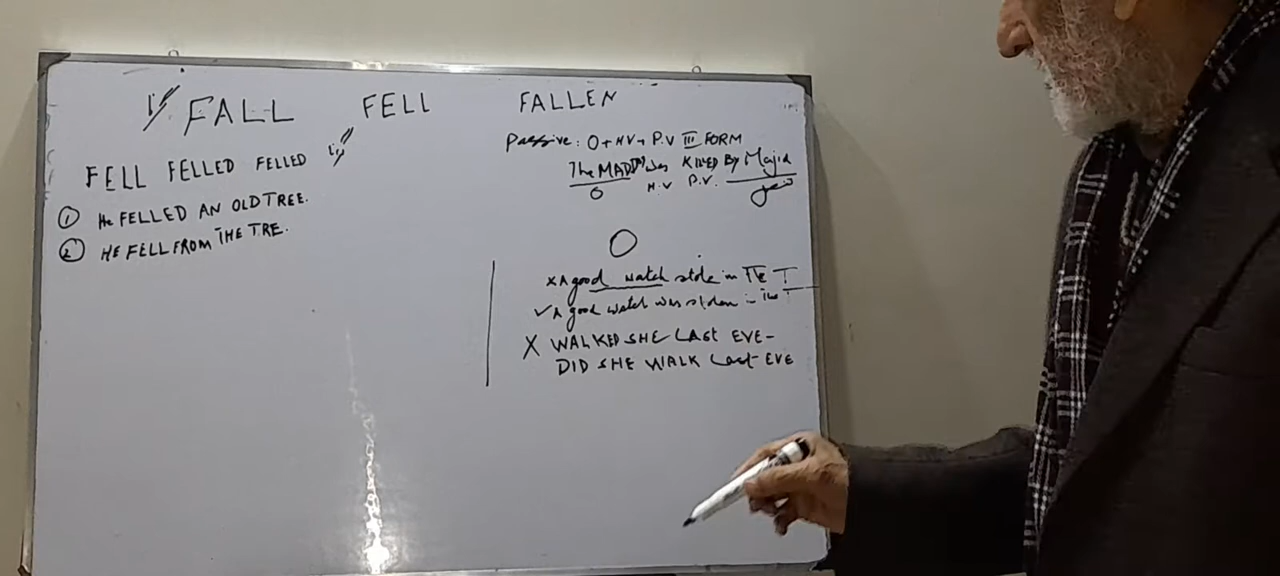 FALL FELL FALLEN
FELL FELLED FELLED
① He FELLED AN OLD TREE.
② HE FELL FROM THE TRE.
Passive: O + HV + P.V III FORM
The MAD was KILLED By Majid
O H.V P.V.
O
X A good watch stole in The T
✓ A good watch was stolen in The T
X WALKED SHE LAST EVE-
DID SHE WALK Last EVE